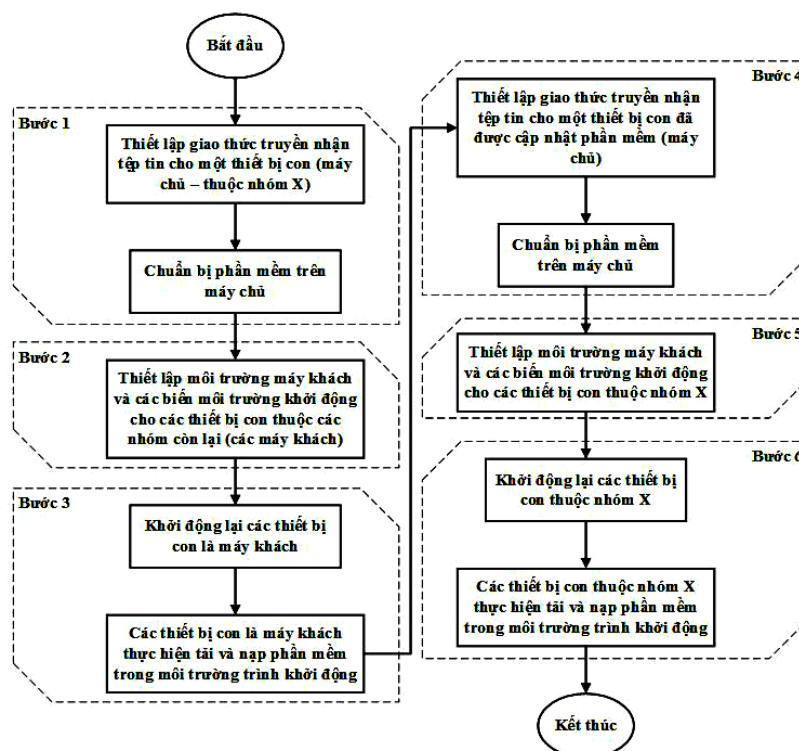 Bắt đầu
Bước 1
Thiết lập giao thức truyền nhận
tệp tin cho một thiết bị con (máy
chủ – thuộc nhóm X)
Chuẩn bị phần mềm trên
máy chủ
Bước 2
Thiết lập môi trường máy khách
và các biến môi trường khởi động
cho các thiết bị con thuộc các
nhóm còn lại (các máy khách)
Bước 3
Khởi động lại các thiết bị
con là máy khách
Các thiết bị con là máy khách
thực hiện tải và nạp phần mềm
trong môi trường trình khởi động
Bước 4
Thiết lập giao thức truyền nhận
tệp tin cho một thiết bị con đã
được cập nhật phần mềm (máy
chủ)
Chuẩn bị phần mềm
trên máy chủ
Bước 5
Thiết lập môi trường máy khách
và các biến môi trường khởi động
cho các thiết bị con thuộc nhóm X
Bước 6
Khởi động lại các thiết bị
con thuộc nhóm X
Các thiết bị con thuộc nhóm X
thực hiện tải và nạp phần mềm
trong môi trường trình khởi động
Kết thúc